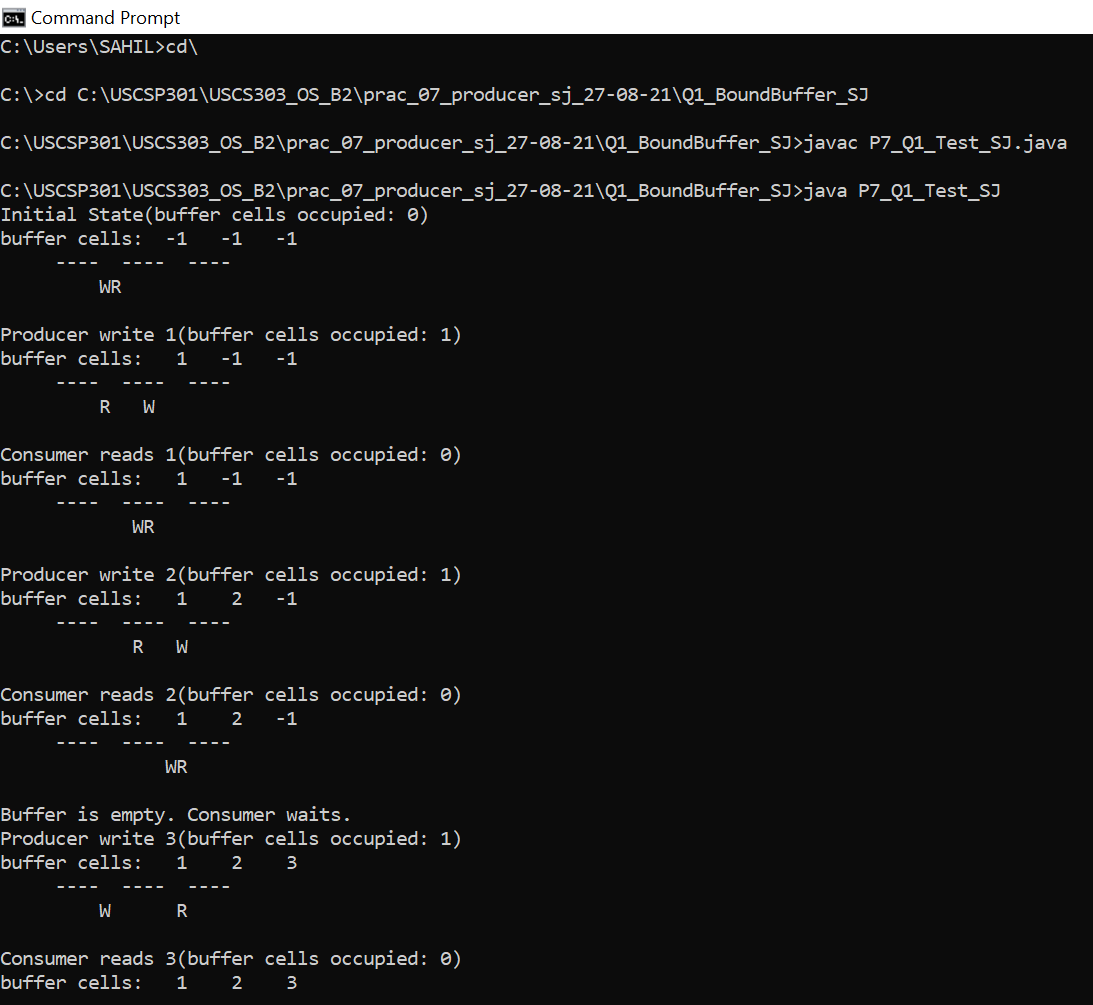 Command Prompt
C:\Users\SAHIL>cd\
C:\>cd C:\USCSP301\USCS303_OS_B2\prac_07_producer_sj_27-08-21\Q1_BoundBuffer_SJ
C:\USCSP301\USCS303_OS_B2\prac_07_producer_sj_27-08-21\Q1_BoundBuffer_SJ>javac P7_Q1_Test_SJ.java
C:\USCSP301\USCS303_OS_B2\prac_07_producer_sj_27-08-21\Q1_BoundBuffer_SJ>java P7_Q1_Test_SJ
Initial State(buffer cells occupied: 0)
buffer cells:  -1   -1   -1
     ----  ----  ----
         WR
Producer write 1(buffer cells occupied: 1)
buffer cells:   1   -1   -1
     ----  ----  ----
         R   W
Consumer reads 1(buffer cells occupied: 0)
buffer cells:   1   -1   -1
     ----  ----  ----
            WR
Producer write 2(buffer cells occupied: 1)
buffer cells:   1    2   -1
     ----  ----  ----
            R   W
Consumer reads 2(buffer cells occupied: 0)
buffer cells:   1    2   -1
     ----  ----  ----
               WR
Buffer is empty. Consumer waits.
Producer write 3(buffer cells occupied: 1)
buffer cells:   1    2    3
     ----  ----  ----
         W      R
Consumer reads 3(buffer cells occupied: 0)
buffer cells:   1    2    3